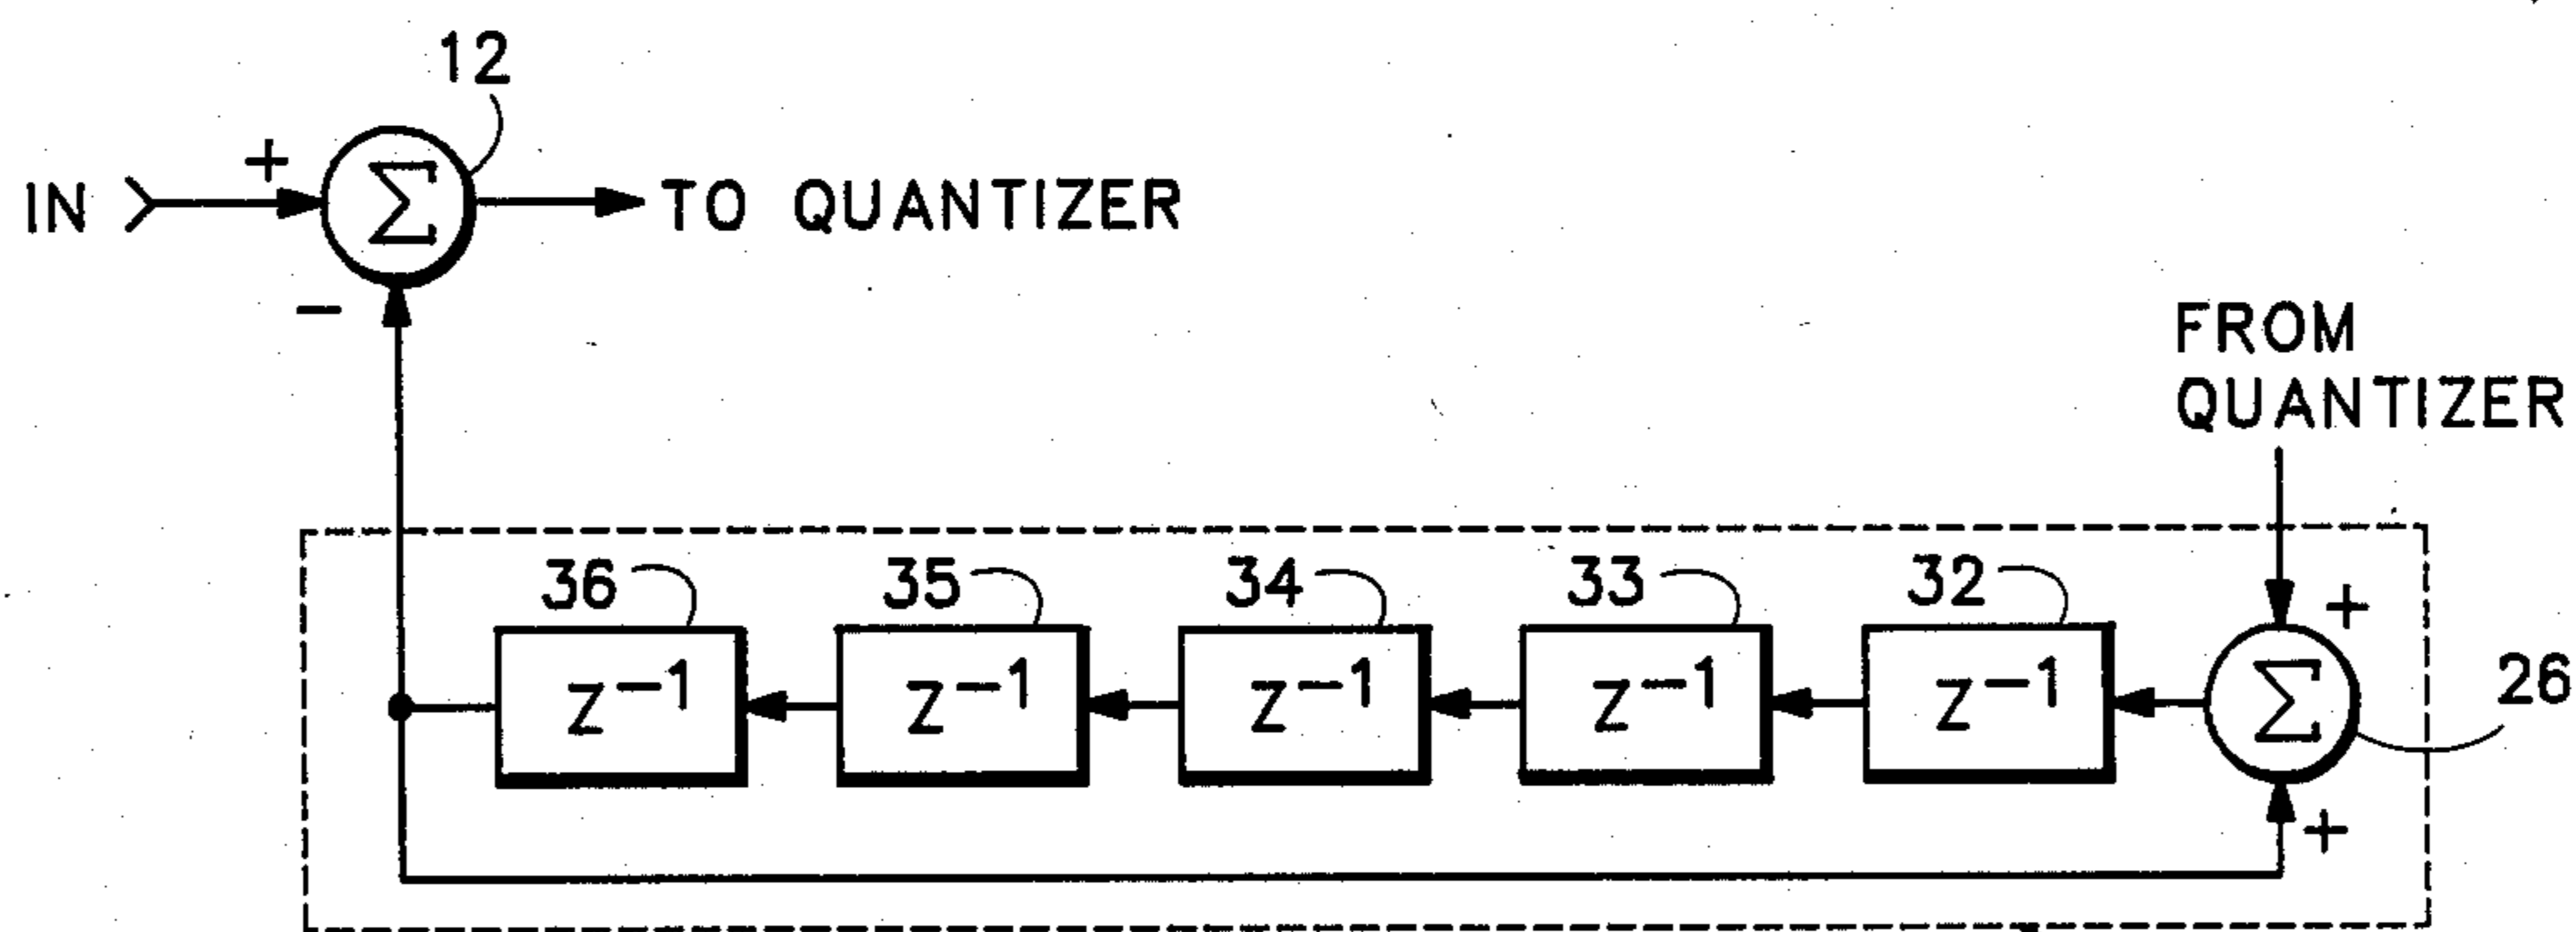 12
+
IN
Σ
TO QUANTIZER
−
FROM
QUANTIZER
36
35
34
33
32
+
Z⁻¹
Z⁻¹
Z⁻¹
Z⁻¹
Z⁻¹
Σ
26
+